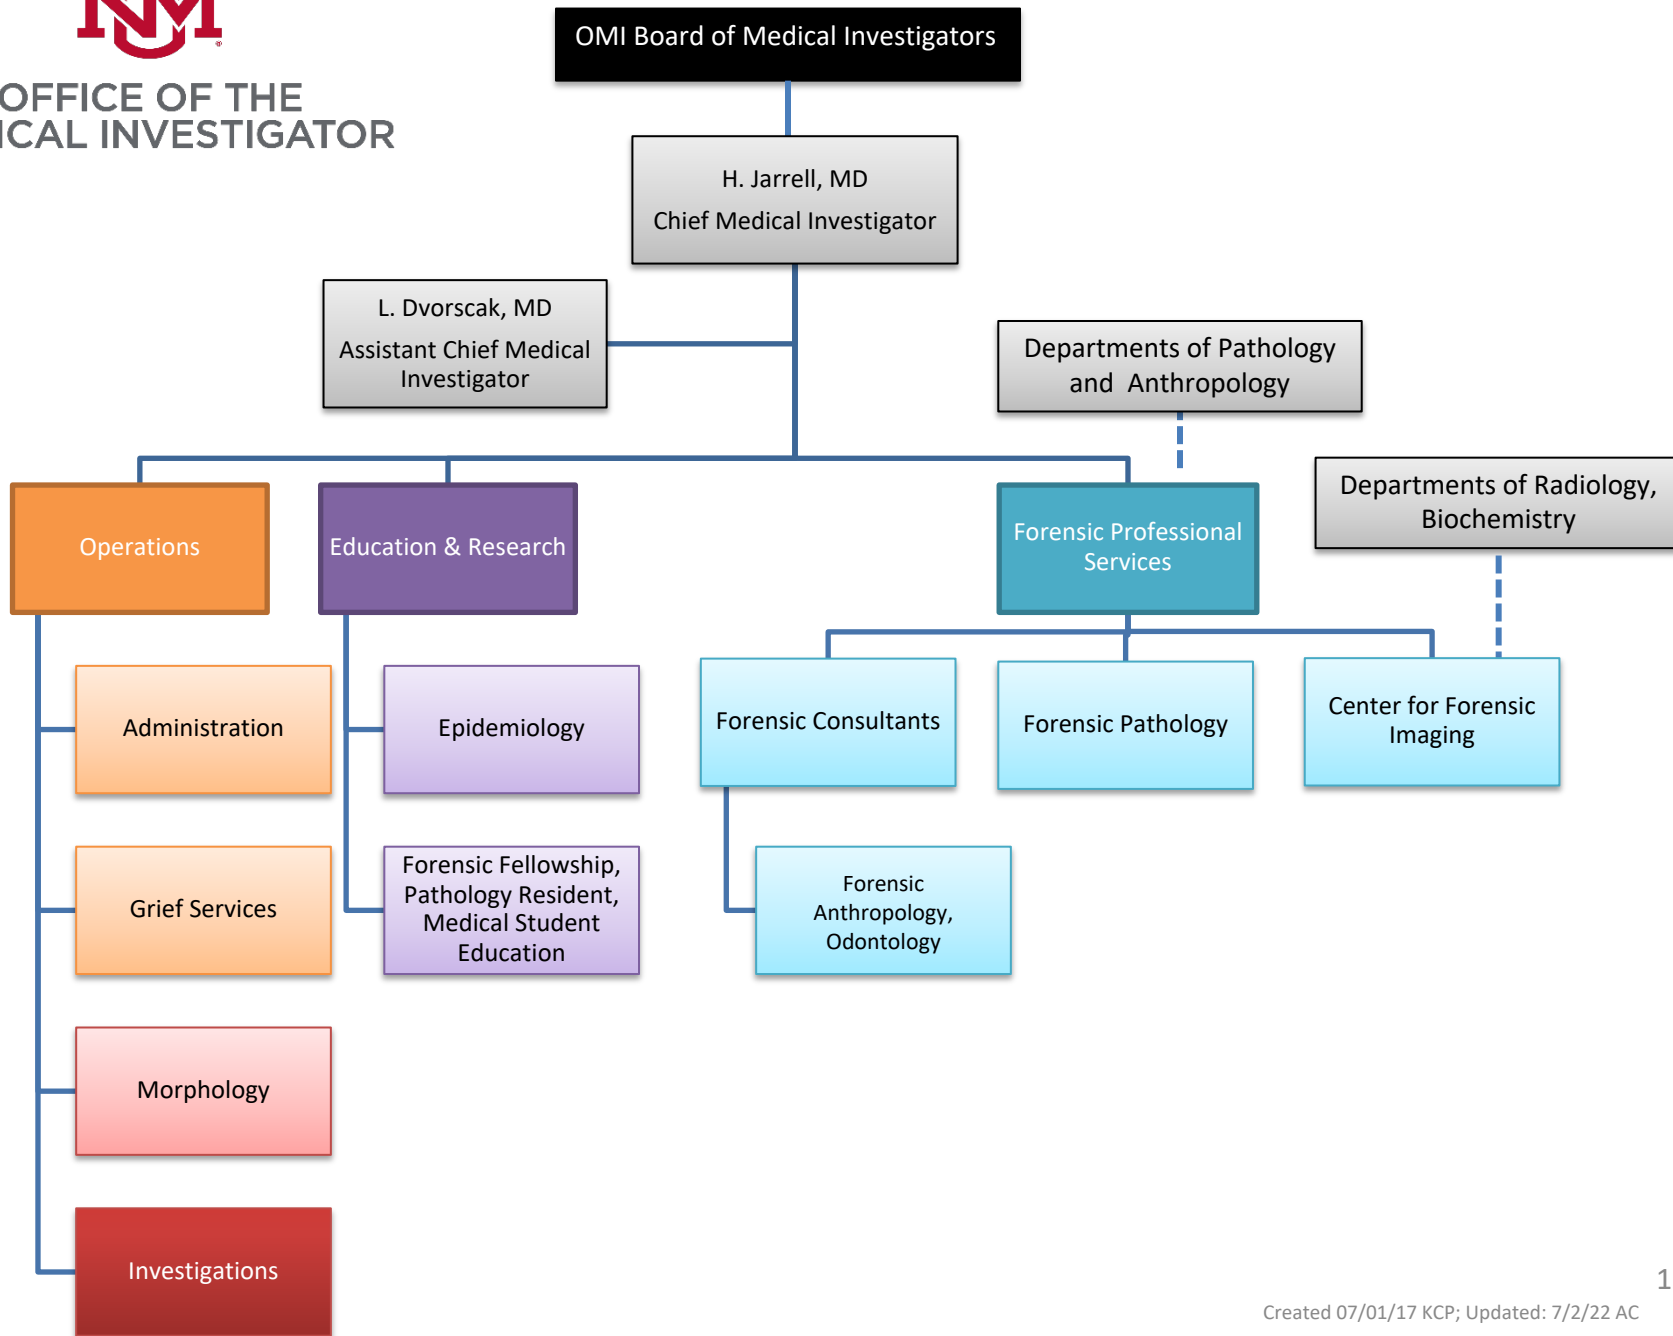 NM
OFFICE OF THE
ICAL INVESTIGATOR
OMI Board of Medical Investigators
H. Jarrell, MD
Chief Medical Investigator
L. Dvorscak, MD
Assistant Chief Medical
Investigator
Departments of Pathology
and Anthropology
Departments of Radiology,
Biochemistry
Operations
Education & Research
Forensic Professional
Services
Administration
Epidemiology
Forensic Consultants
Forensic Pathology
Center for Forensic
Imaging
Grief Services
Forensic Fellowship,
Pathology Resident,
Medical Student
Education
Forensic
Anthropology,
Odontology
Morphology
Investigations
1
Created 07/01/17 KCP; Updated: 7/2/22 AC